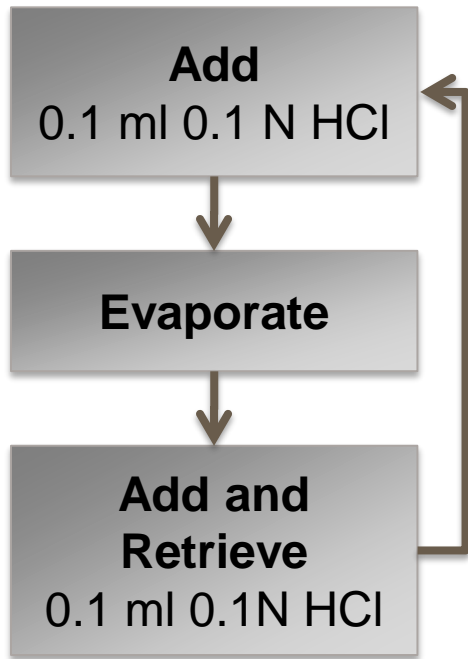 Add
0.1 ml 0.1 N HCl
Evaporate
Add and
Retrieve
0.1 ml 0.1N HCl